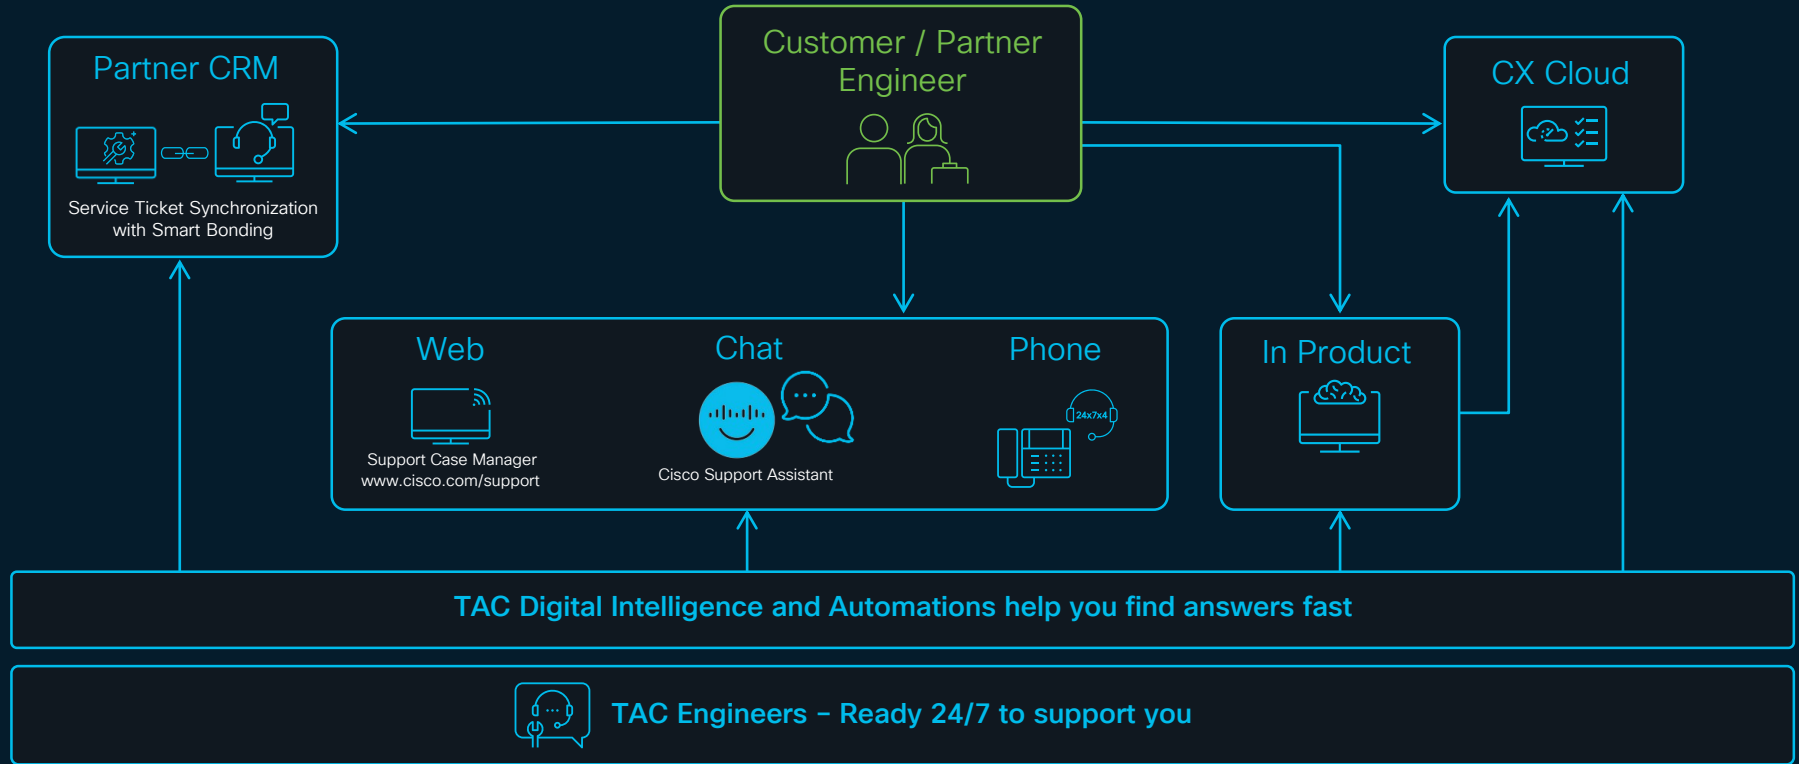 Partner CRM
Service Ticket Synchronization
with Smart Bonding
Customer / Partner
Engineer
CX Cloud
Web
Support Case Manager
www.cisco.com/support
Chat
Cisco Support Assistant
Phone
24x7x4
In Product
TAC Digital Intelligence and Automations help you find answers fast
TAC Engineers – Ready 24/7 to support you